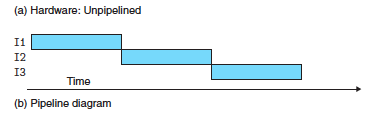 (a) Hardware: Unpipelined
I1
I2
I3
Time
(b) Pipeline diagram